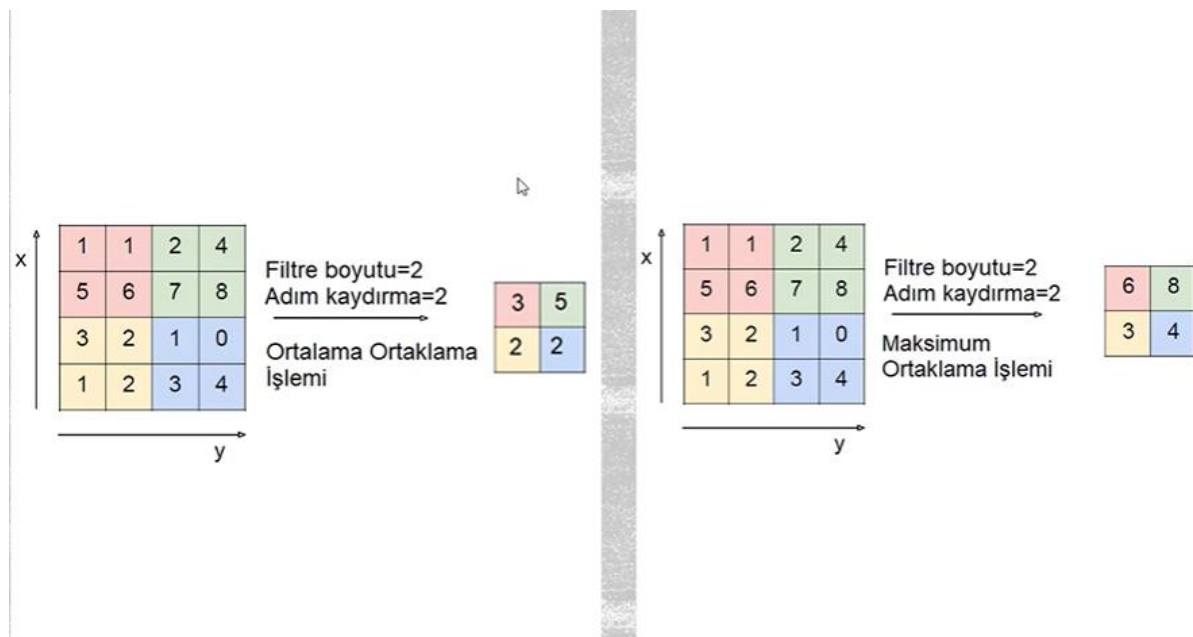 x
1 1 2 4
5 6 7 8
3 2 1 0
1 2 3 4
y
Filtre boyutu=2
Adım kaydırma=2
Ortalama Ortaklama
İşlemi
3 5
2 2
x
1 1 2 4
5 6 7 8
3 2 1 0
1 2 3 4
y
Filtre boyutu=2
Adım kaydırma=2
Maksimum
Ortaklama İşlemi
6 8
3 4